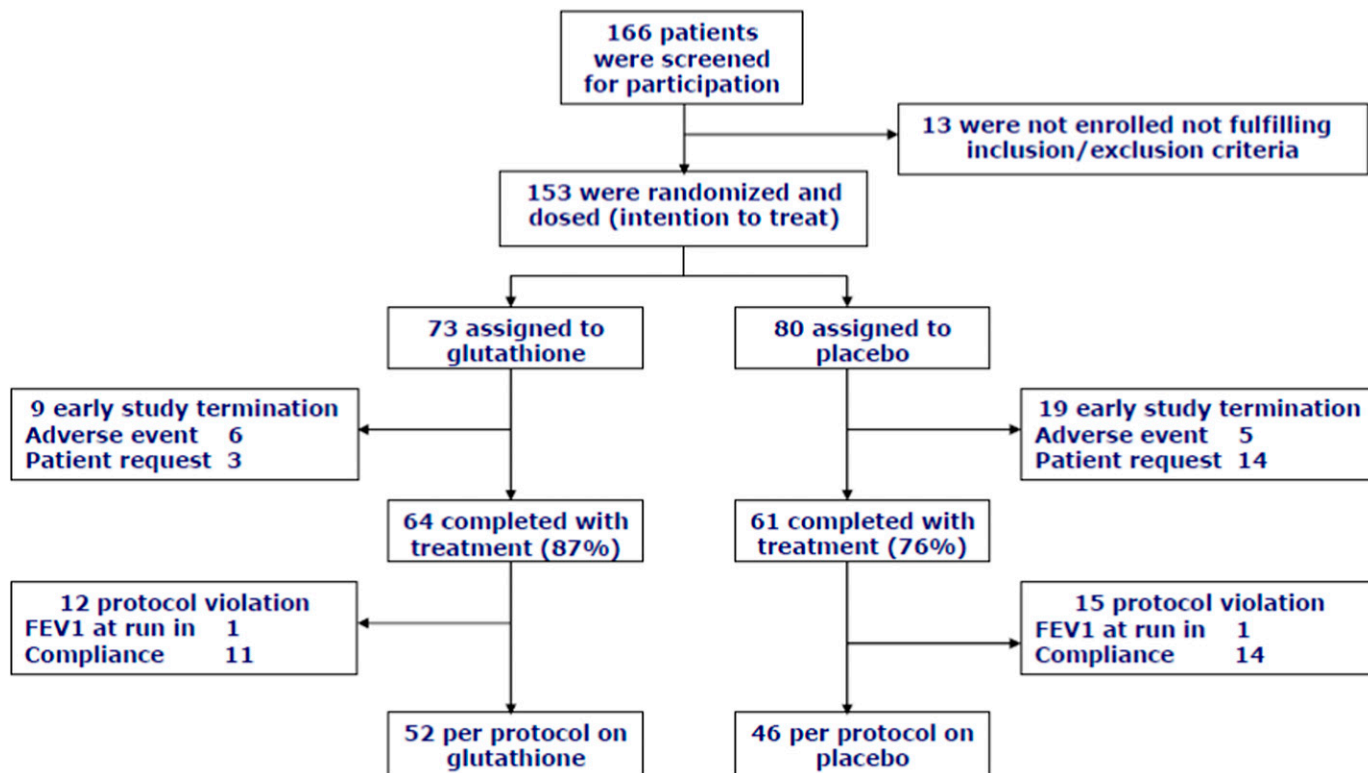 166 patients
were screened
for participation
13 were not enrolled not fulfilling
inclusion/exclusion criteria
153 were randomized and
dosed (intention to treat)
73 assigned to
glutathione
80 assigned to
placebo
9 early study termination
Adverse event 6
Patient request 3
19 early study termination
Adverse event 5
Patient request 14
64 completed with
treatment (87%)
61 completed with
treatment (76%)
12 protocol violation
FEV1 at run in 1
Compliance 11
15 protocol violation
FEV1 at run in 1
Compliance 14
52 per protocol on
glutathione
46 per protocol on
placebo